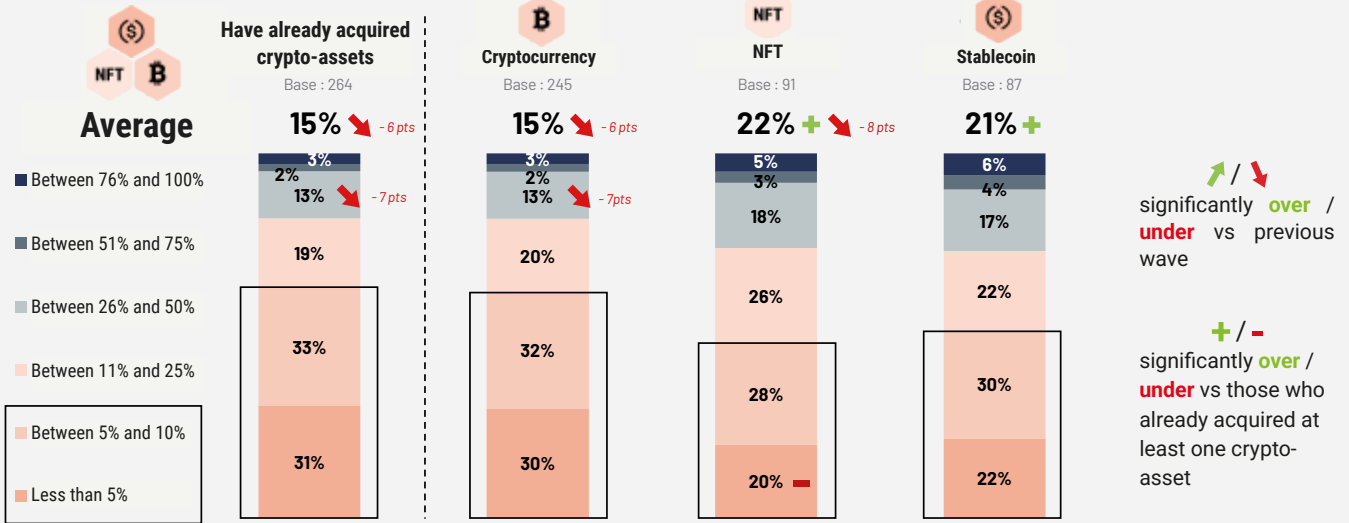 NFT
Have already acquired
crypto-assets
Base : 264
Cryptocurrency
Base : 245
NFT
NFT
Base : 91
Stablecoin
Base : 87
Average
15% - 6 pts
15% - 6 pts
22% + - 8 pts
21% +
Between 76% and 100%
Between 51% and 75%
Between 26% and 50%
Between 11% and 25%
Between 5% and 10%
Less than 5%
3%
2%
13% - 7 pts
19%
33%
31%
3%
2%
13% - 7pts
20%
32%
30%
5%
3%
18%
26%
28%
20% -
6%
4%
17%
22%
30%
22%
/
significantly over /
under vs previous
wave
+ / -
significantly over /
under vs those who
already acquired at
least one crypto-
asset